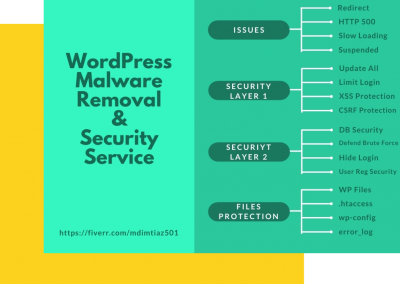 WordPress
Malware
Removal
&
Security
Service
https://fiverr.com/mdimtiaz501
ISSUES
Redirect
HTTP 500
Slow Loading
Suspended
SECURITY
LAYER 1
Update All
Limit Login
XSS Protection
CSRF Protection
SECURIYT
LAYER 2
DB Security
Defend Brute Force
Hide Login
User Reg Security
FILES
PROTECTION
WP Files
.htaccess
wp-config
error_log